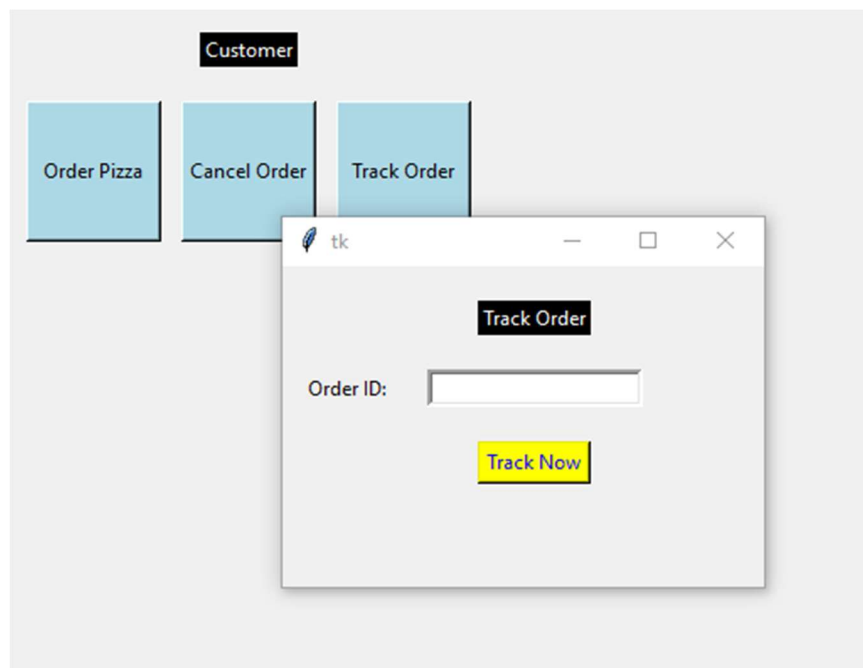 Customer
Order Pizza Cancel Order Track Order
tk
Track Order
Order ID:
Track Now